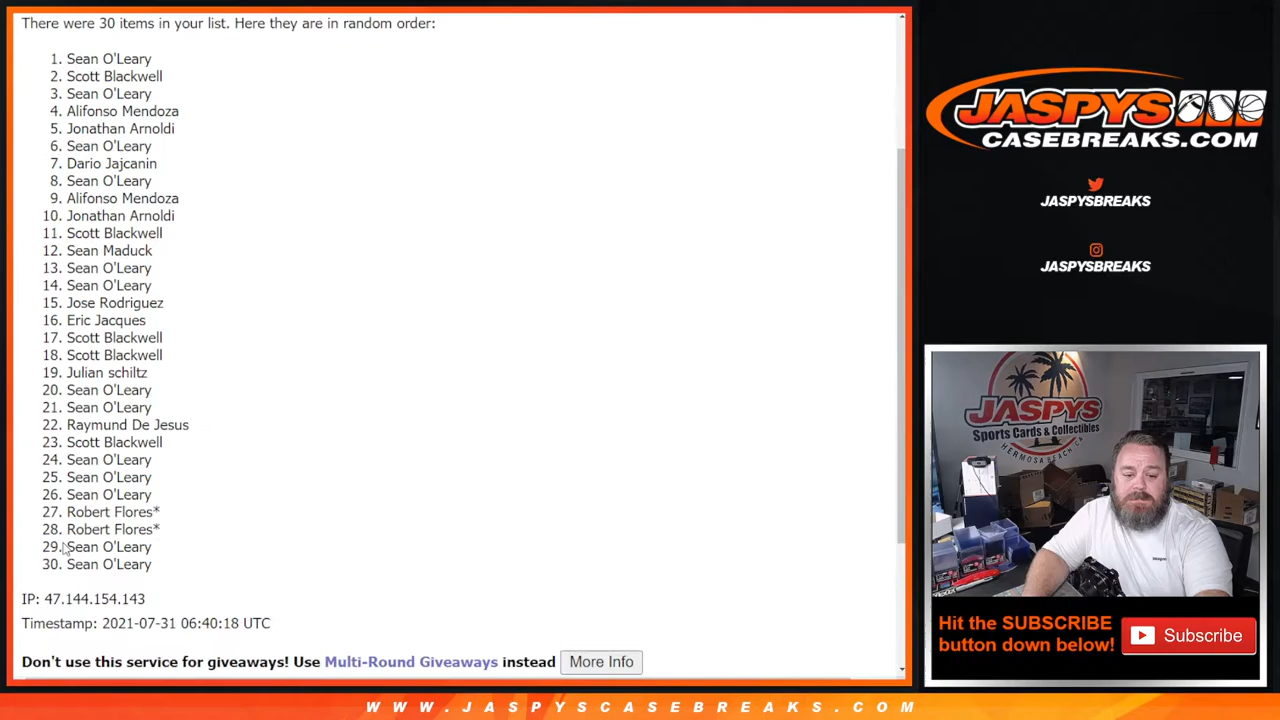 There were 30 items in your list. Here they are in random order:
1. Sean O'Leary
2. Scott Blackwell
3. Sean O'Leary
4. Alifonso Mendoza
5. Jonathan Arnoldi
6. Sean O'Leary
7. Dario Jajcanin
8. Sean O'Leary
9. Alifonso Mendoza
10. Jonathan Arnoldi
11. Scott Blackwell
12. Sean Maduck
13. Sean O'Leary
14. Sean O'Leary
15. Jose Rodriguez
16. Eric Jacques
17. Scott Blackwell
18. Scott Blackwell
19. Julian schiltz
20. Sean O'Leary
21. Sean O'Leary
22. Raymund De Jesus
23. Scott Blackwell
24. Sean O'Leary
25. Sean O'Leary
26. Sean O'Leary
27. Robert Flores*
28. Robert Flores*
29. Sean O'Leary
30. Sean O'Leary
IP: 47.144.154.143
Timestamp: 2021-07-31 06:40:18 UTC
Don't use this service for giveaways! Use Multi-Round Giveaways instead More Info
JASPYS
CASEBREAKS.COM
JASPYSBREAKS
JASPYSBREAKS
JASPYS
Sports Cards & Collectibles
HERMOSA BEACH CA
Hit the SUBSCRIBE
button down below!
Subscribe
WWW.JASPYSCASEBREAKS.COM